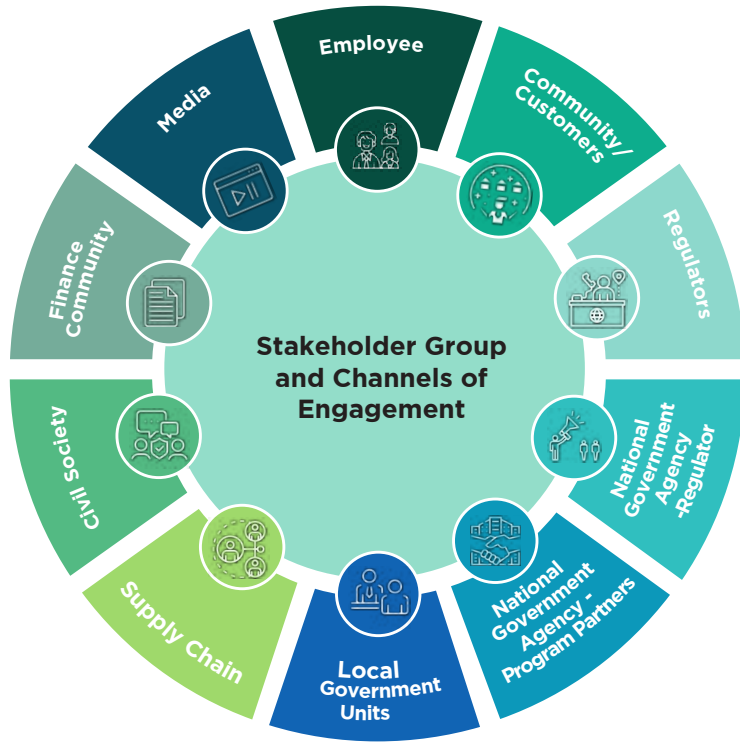 Employee
Community/
Customers
Regulators
National
Government
Agency
-Regulator
National
Government
Agency -
Program Partners
Local
Government
Units
Supply Chain
Civil Society
Finance
Community
Media
Stakeholder Group
and Channels of
Engagement